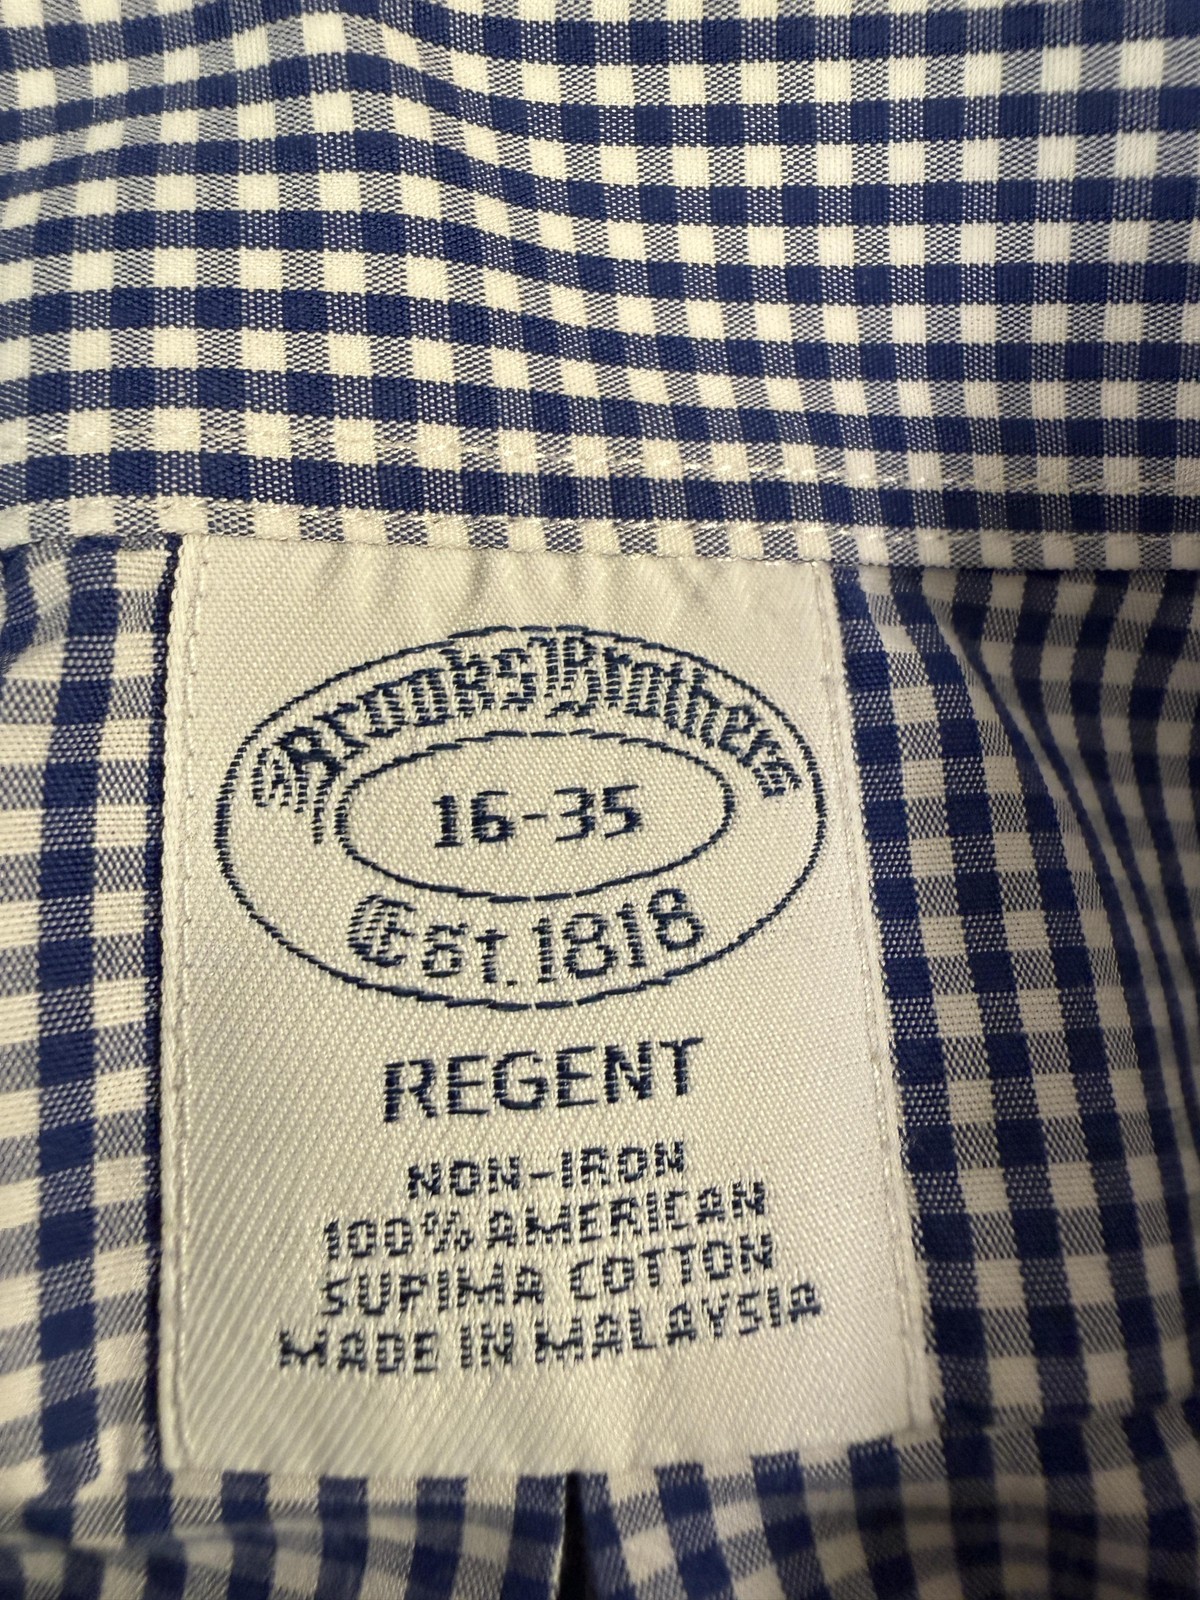 Brooks Brothers
16-35
Est.1818
REGENT
NON-IRON
100% AMERICAN
SUPIMA COTTON
MADE IN MALAYSIA